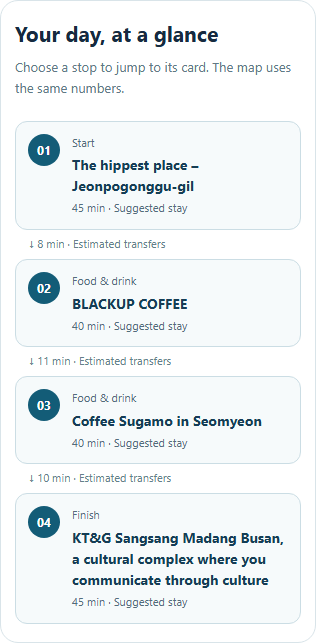 Your day, at a glance
Choose a stop to jump to its card. The map uses
the same numbers.
01
Start
The hippest place –
Jeonpogonggu-gil
45 min · Suggested stay
↓ 8 min · Estimated transfers
02
Food & drink
BLACKUP COFFEE
40 min · Suggested stay
↓ 11 min · Estimated transfers
03
Food & drink
Coffee Sugamo in Seomyeon
40 min · Suggested stay
↓ 10 min · Estimated transfers
04
Finish
KT&G Sangsang Madang Busan,
a cultural complex where you
communicate through culture
45 min · Suggested stay